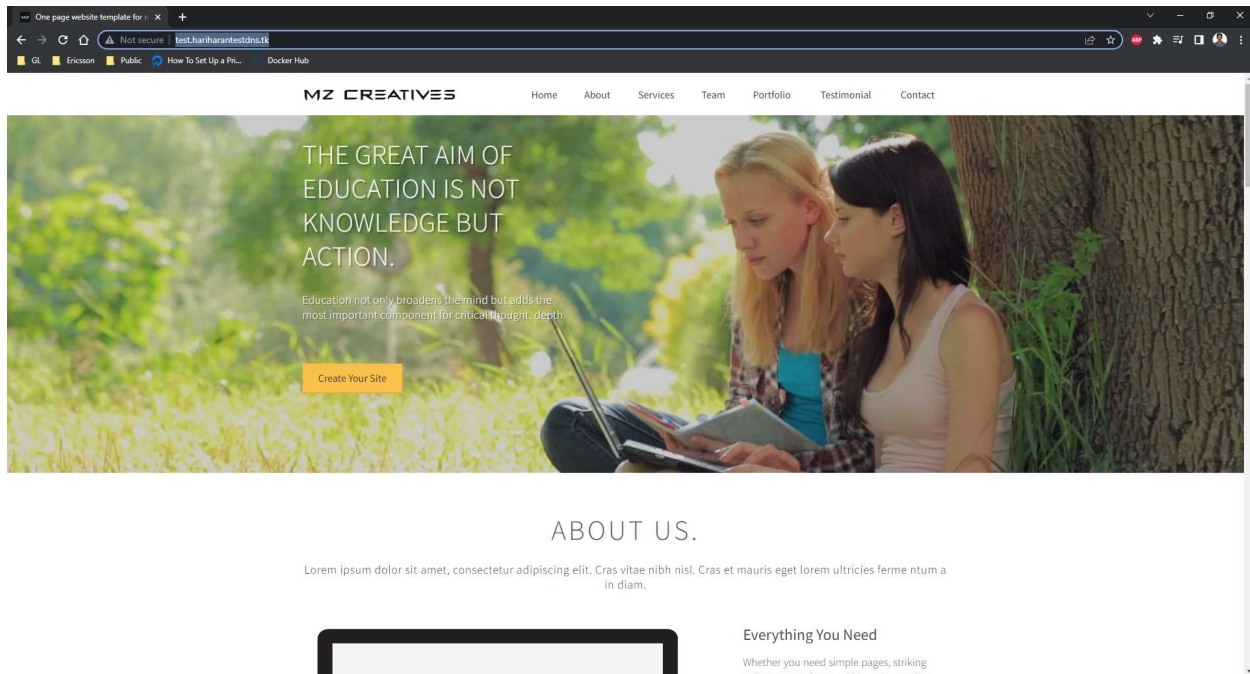 One page website template for m
Not secure | test.hariharantestdns.tk
ABP
GL Ericsson Public How To Set Up a Pri... Docker Hub
MZ CREATIVES Home About Services Team Portfolio Testimonial Contact
THE GREAT AIM OF
EDUCATION IS NOT
KNOWLEDGE BUT
ACTION.
Education not only broadens the mind but adds the
most important component for critical thought, depth.
Create Your Site
ABOUT US.
Lorem ipsum dolor sit amet, consectetur adipiscing elit. Cras vitae nibh nisl. Cras et mauris eget lorem ultricies ferme ntum a
in diam.
Everything You Need
Whether you need simple pages, striking